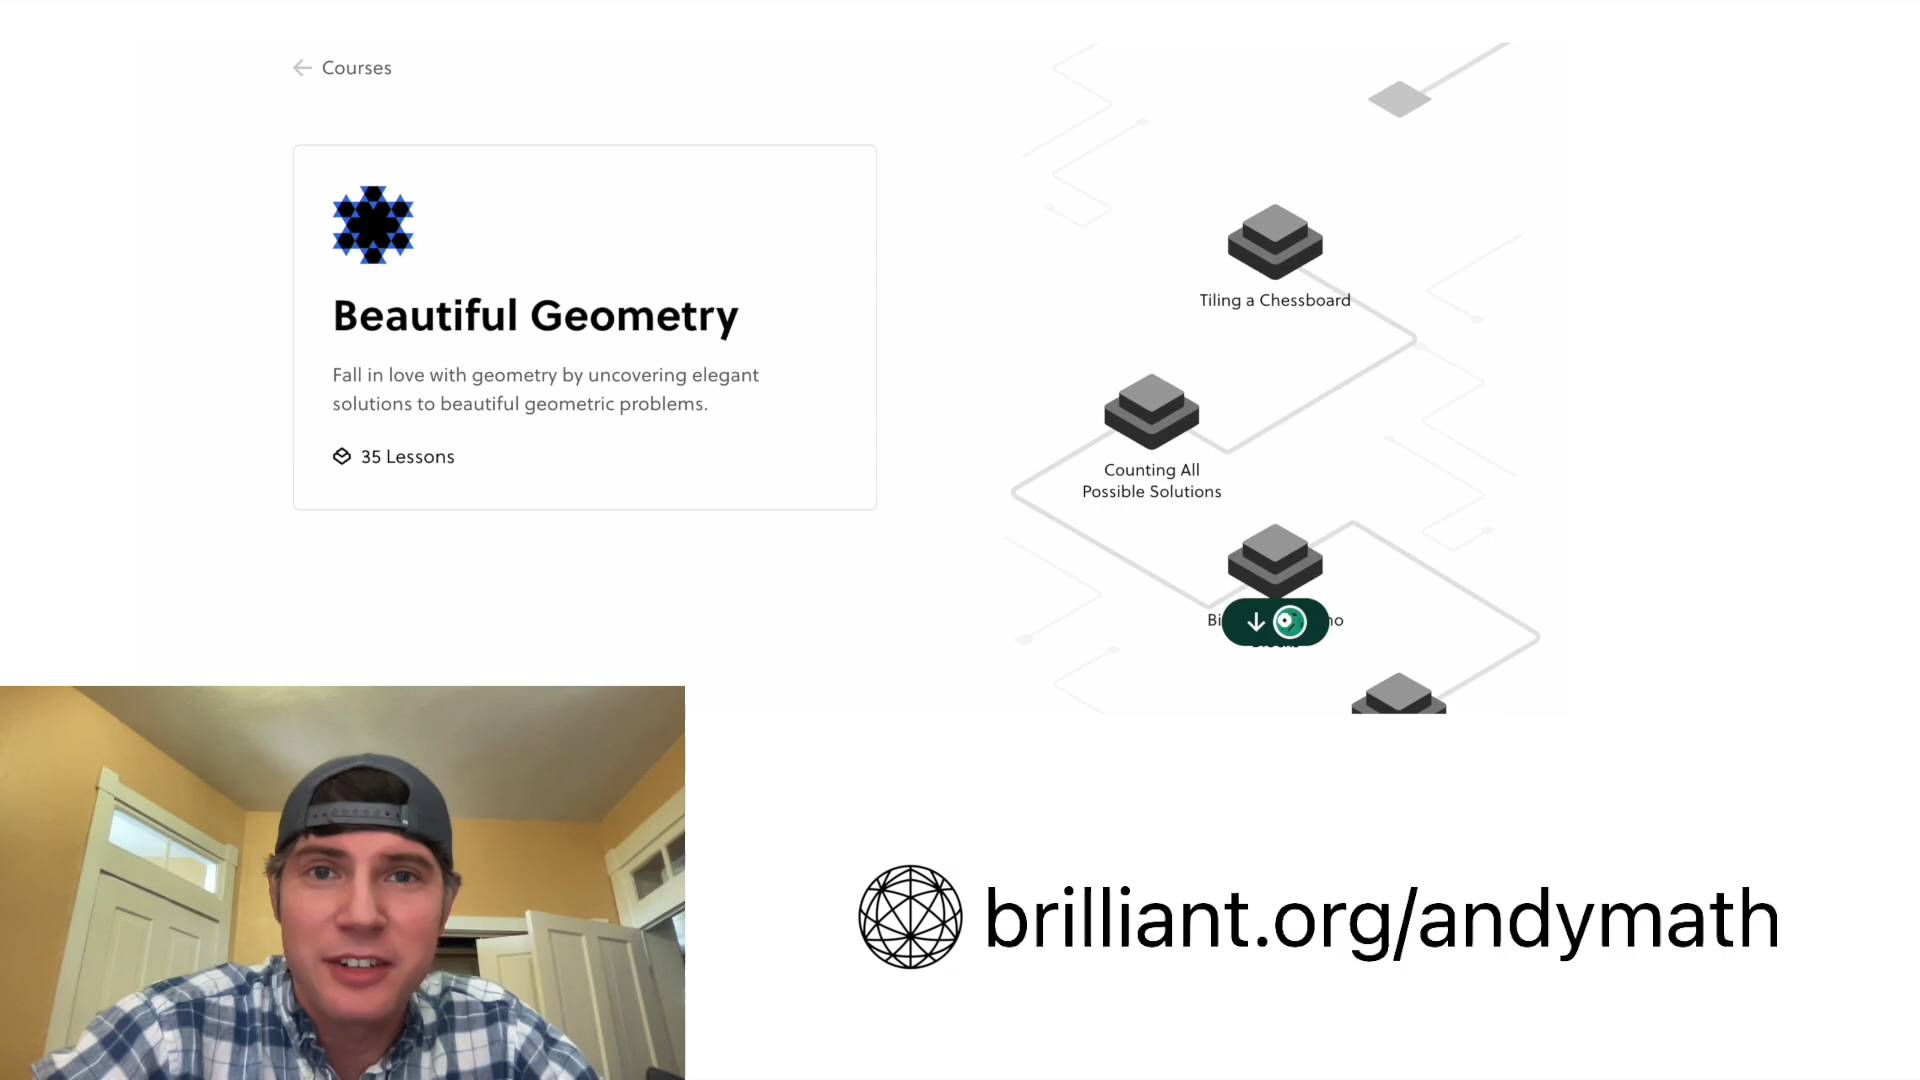 Courses
Beautiful Geometry
Fall in love with geometry by uncovering elegant
solutions to beautiful geometric problems.
35 Lessons
Tiling a Chessboard
Counting All
Possible Solutions
brilliant.org/andymath